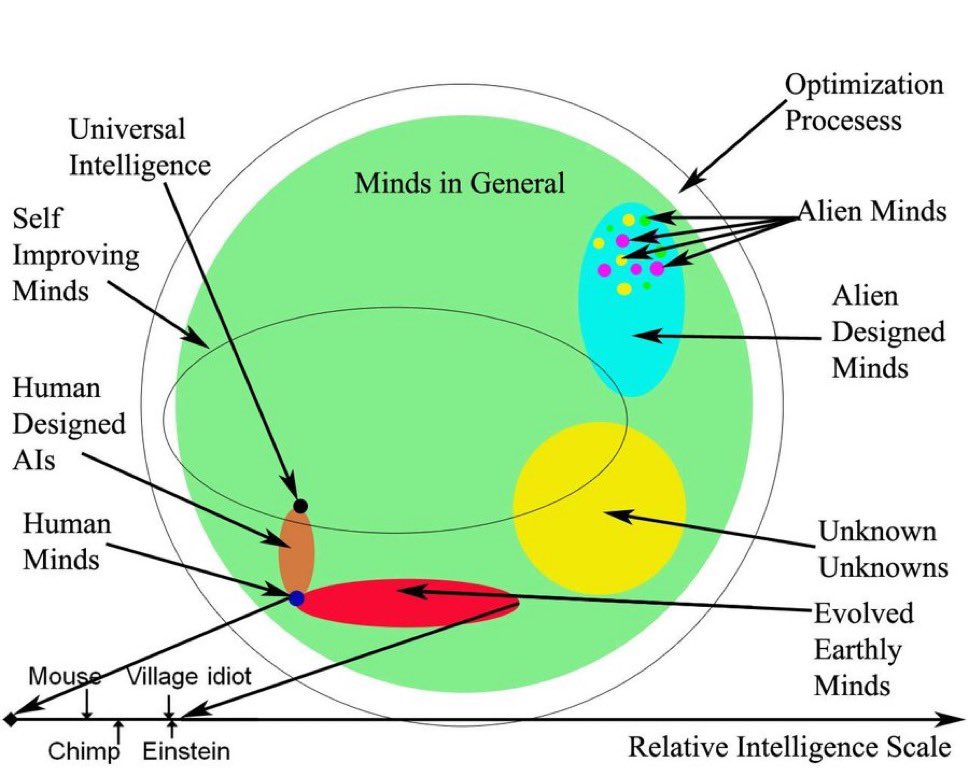 Optimization
Procesess
Universal
Intelligence
Minds in General
Alien Minds
Self
Improving
Minds
Alien
Designed
Minds
Human
Designed
AIs
Human
Minds
Unknown
Unknowns
Evolved
Earthly
Minds
Mouse
Village idiot
Chimp
Einstein
Relative Intelligence Scale